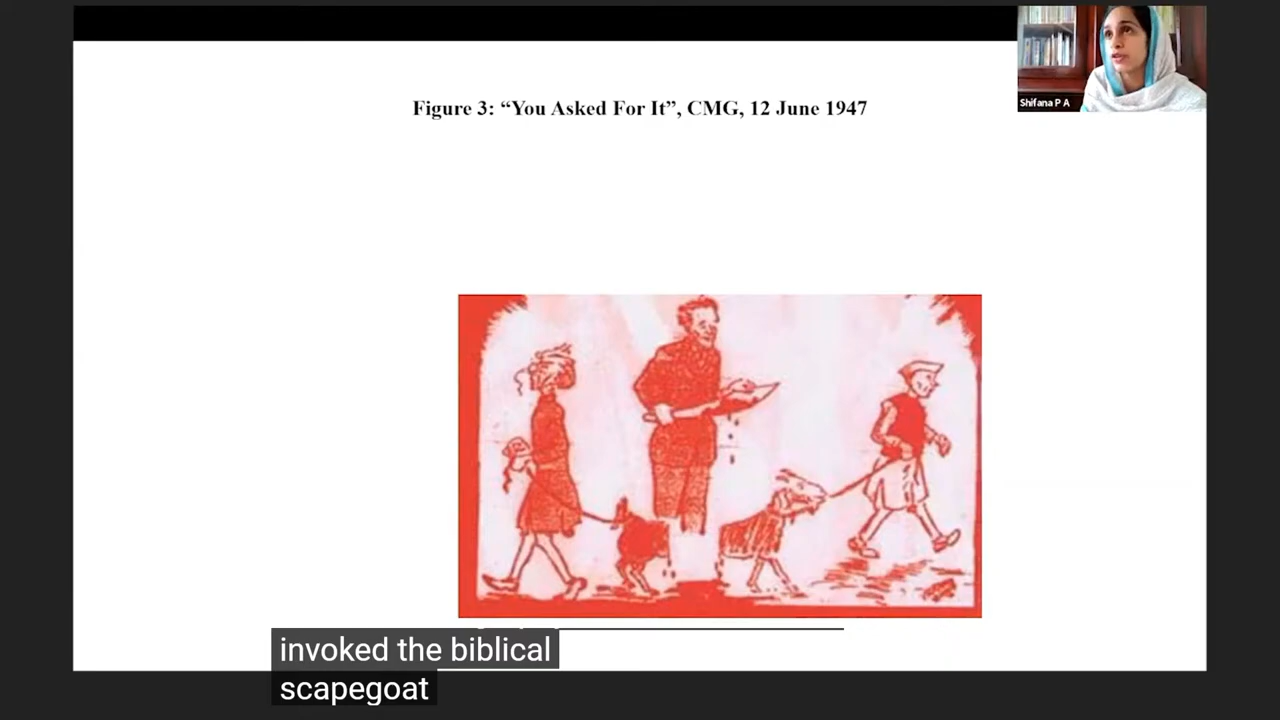 Shifana P A
Figure 3: “You Asked For It”, CMG, 12 June 1947
invoked the biblical
scapegoat